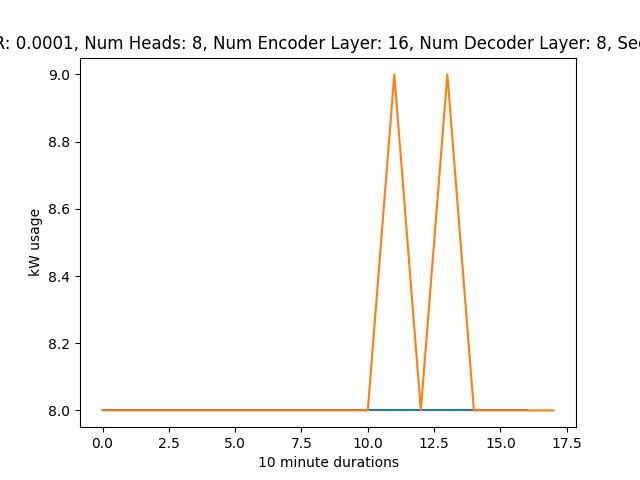 : 0.0001, Num Heads: 8, Num Encoder Layer: 16, Num Decoder Layer: 8,
9.0
8.8
8.6
8.4
8.2
8.0
kW usage
0.0 2.5 5.0 7.5 10.0 12.5 15.0 17.5
10 minute durations